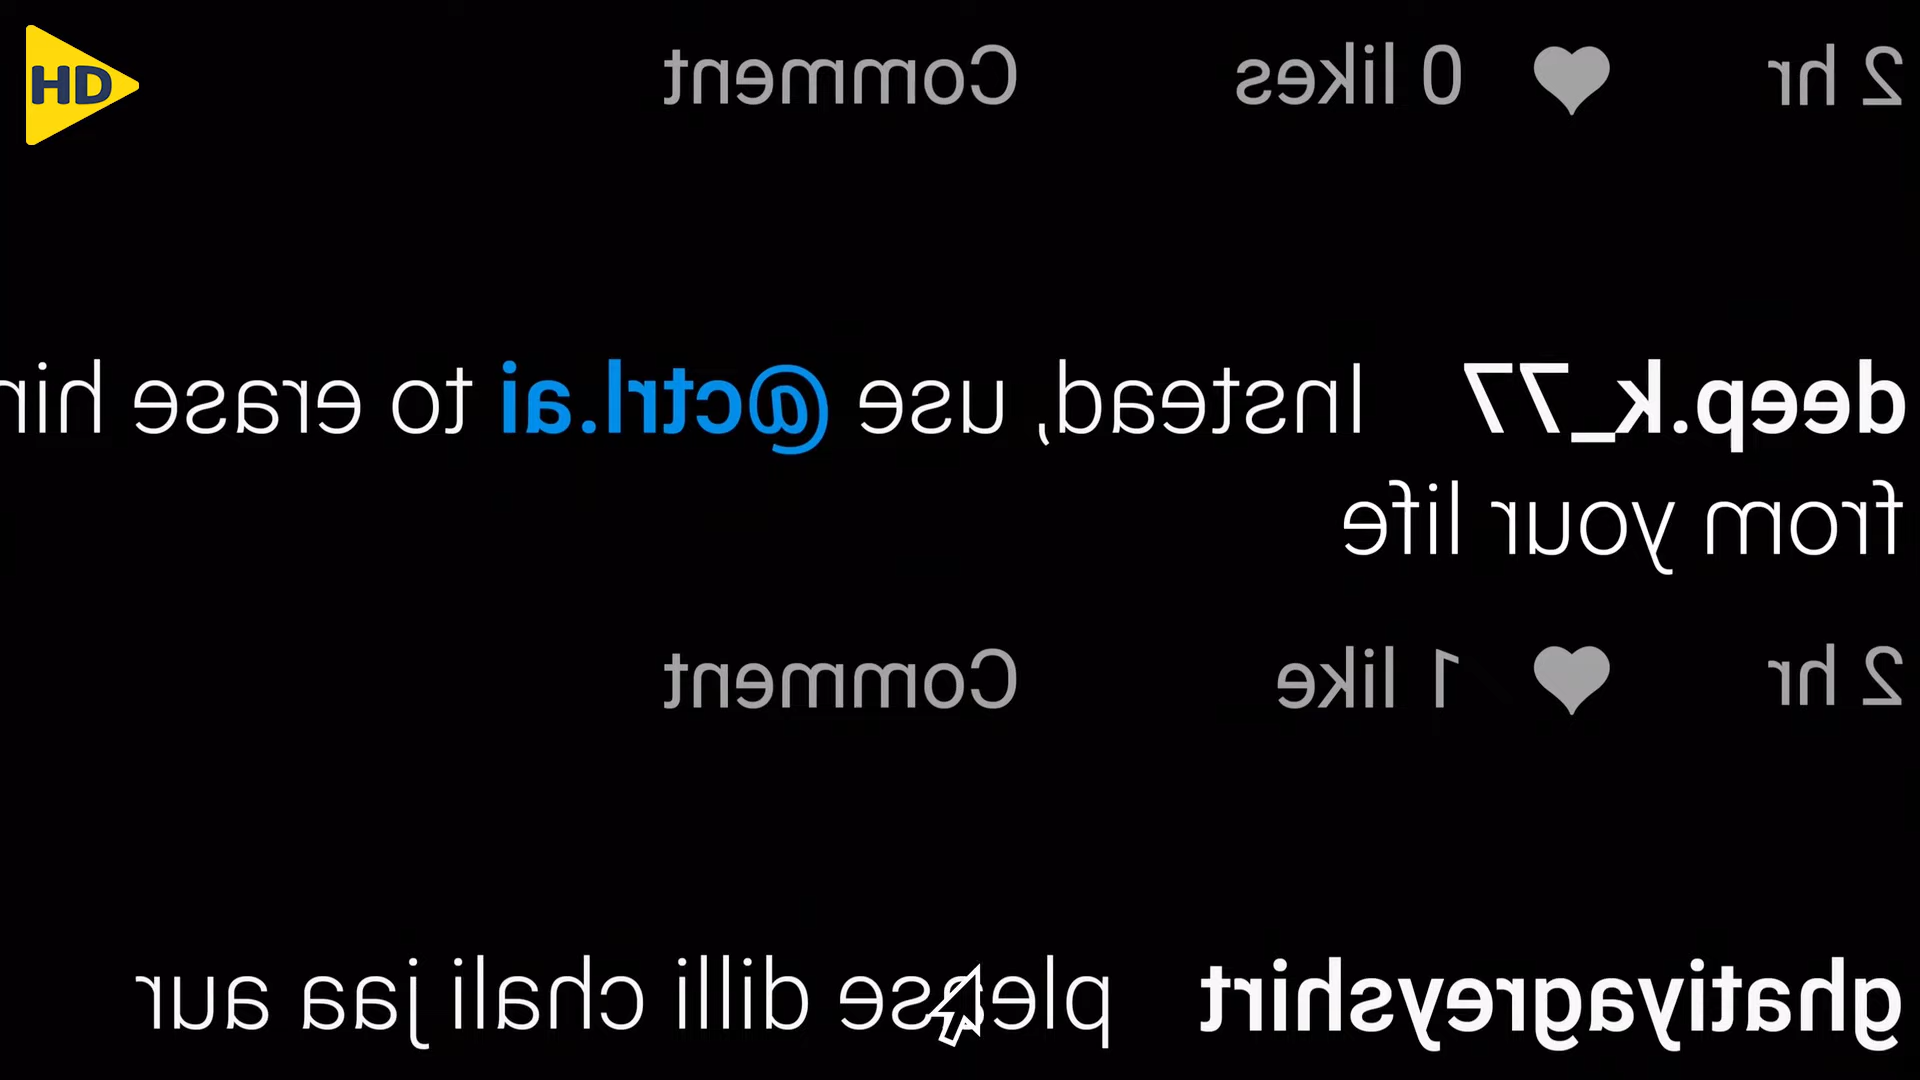 HD
2 hr 0 likes Comment
deep.k_77 Instead, use @ctrl.ai to erase
from your life
2 hr 1 like Comment
ghatiyagreyshirt please dilli chali jaa aur